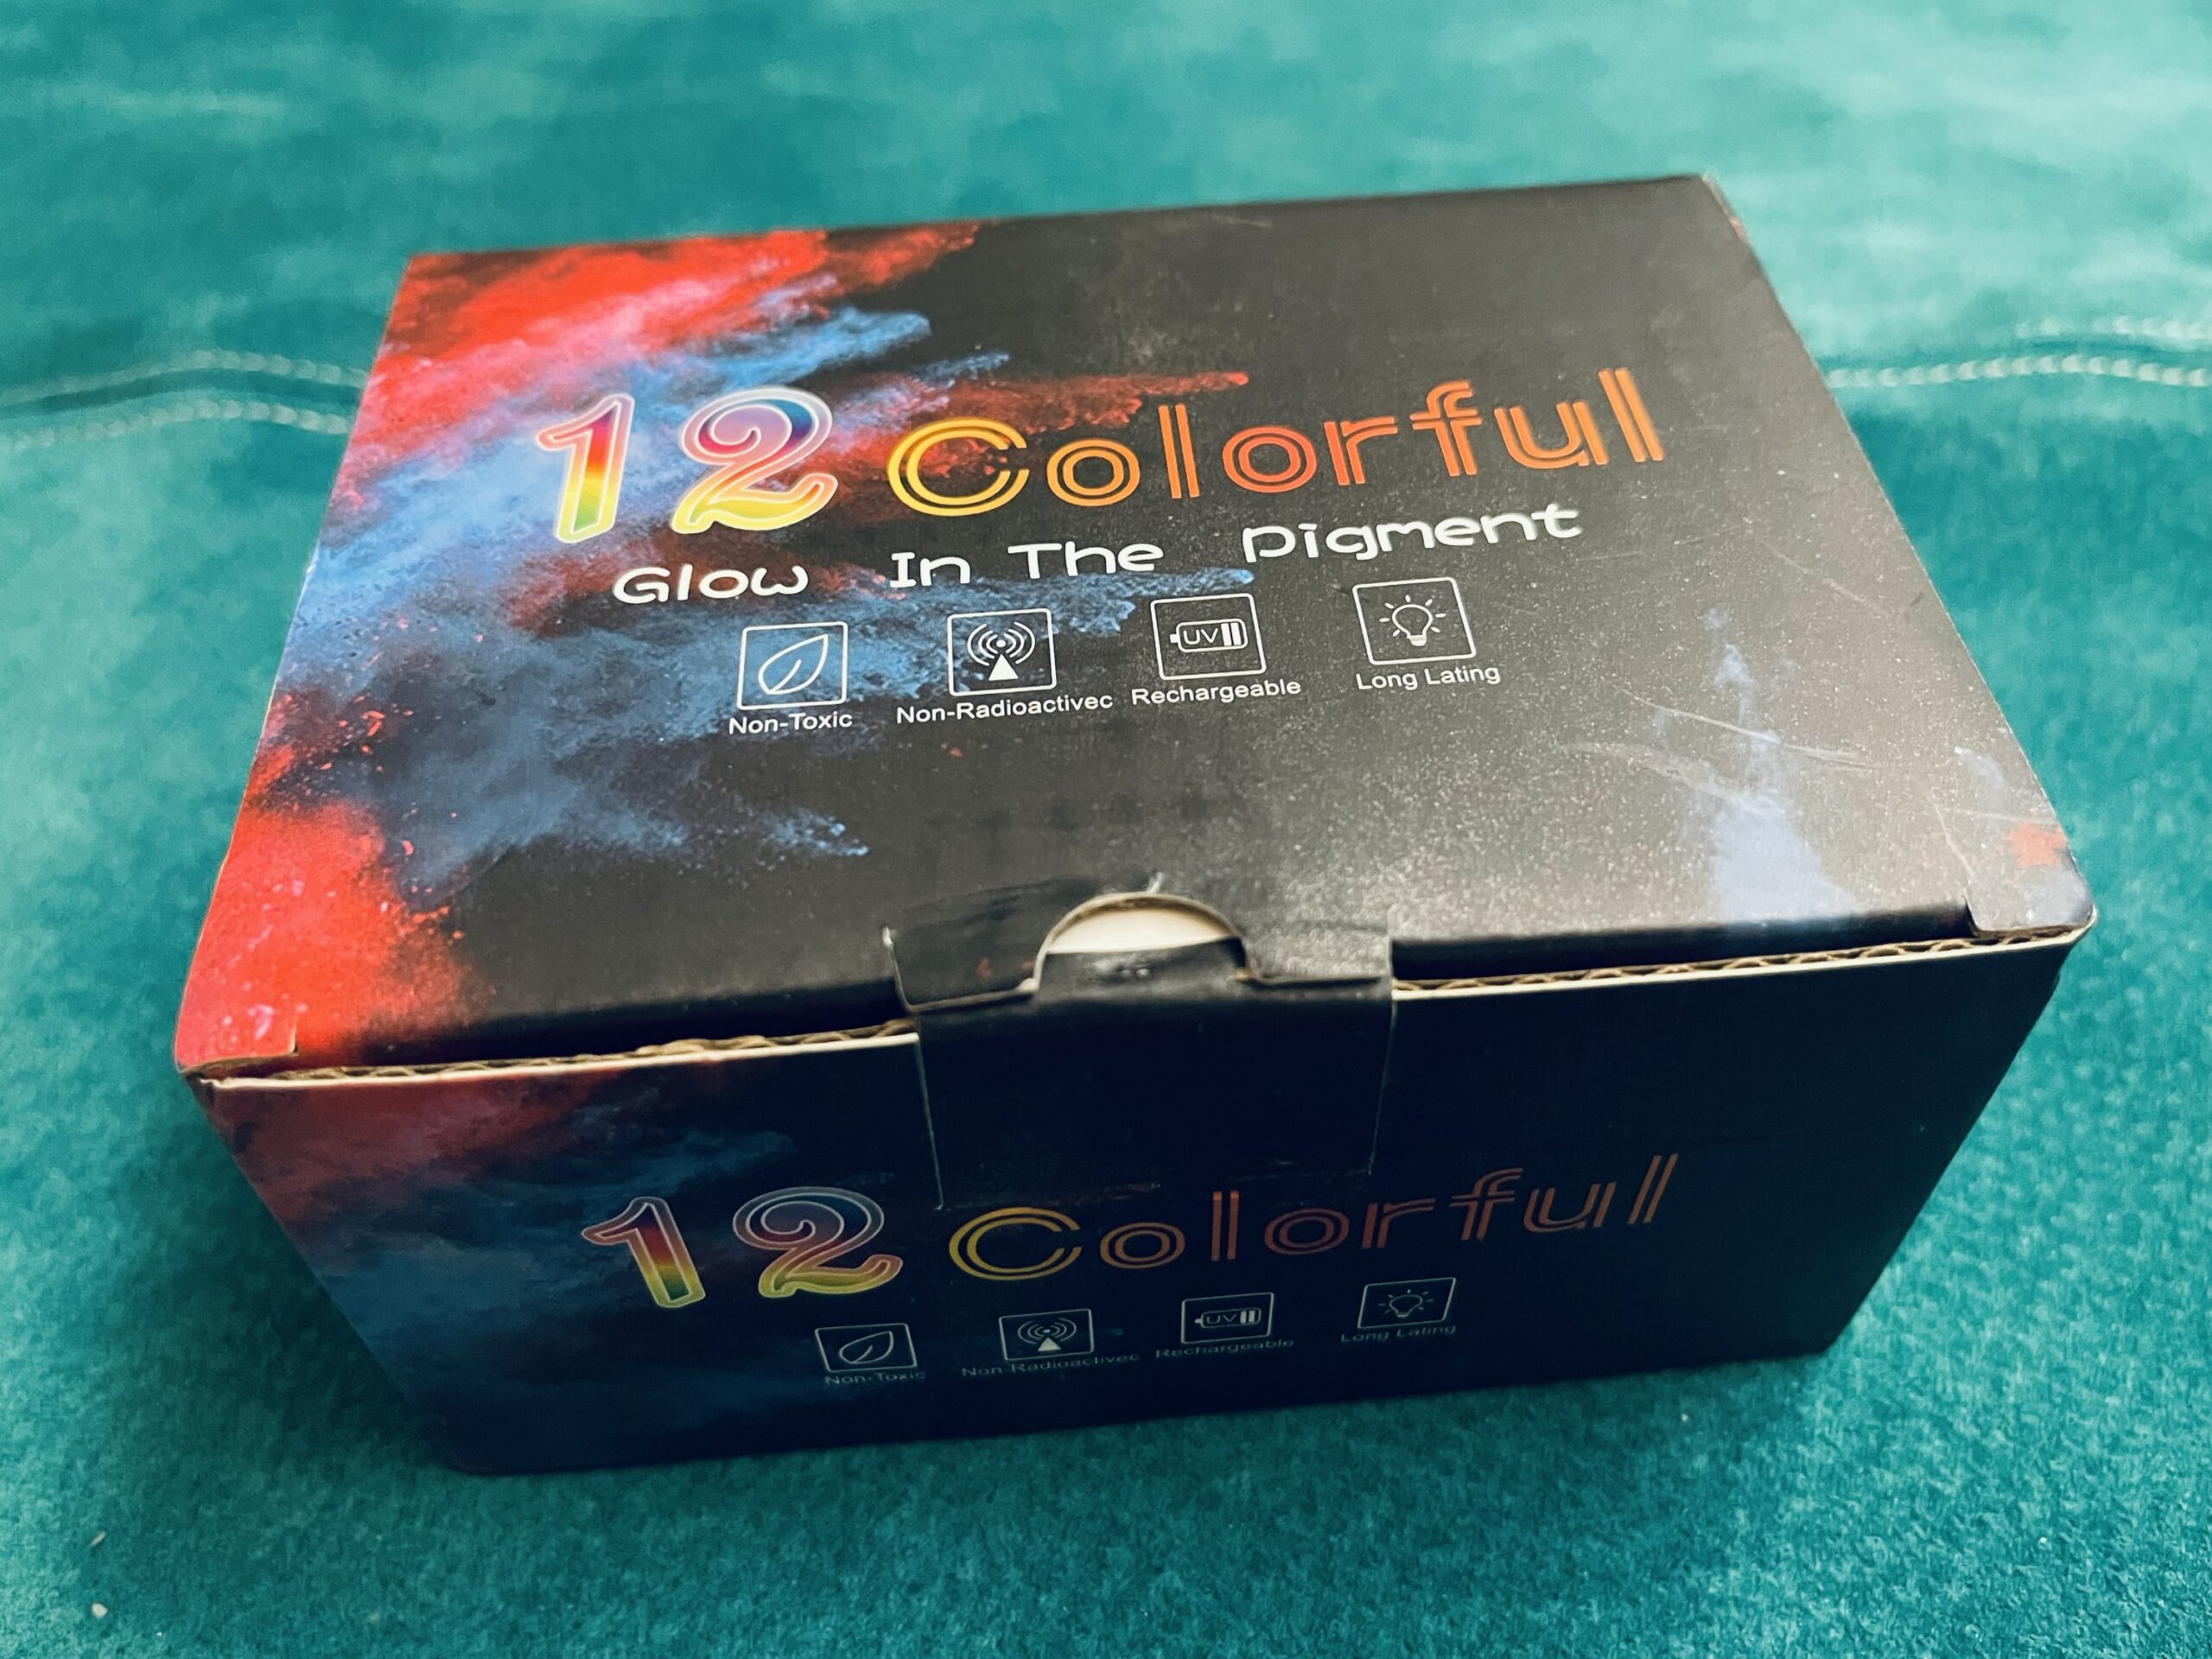 12 Colorful
Glow In The Pigment
UV
Non-Toxic Non-Radioactivec Rechargeable Long Lating
12 Colorful
UV
Non-Toxic Non-Radioactivec Rechargeable Long Lating